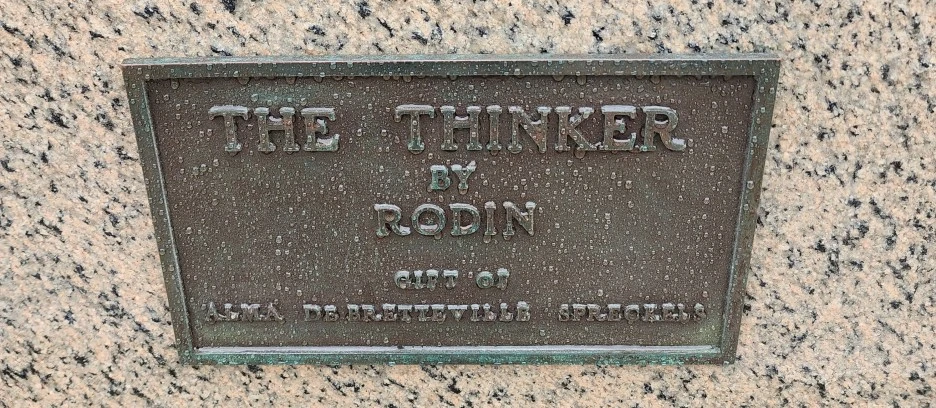 THE THINKER
BY
RODIN
GIFT OF
ALMA DE BRETTEVILLE SPRECKELS